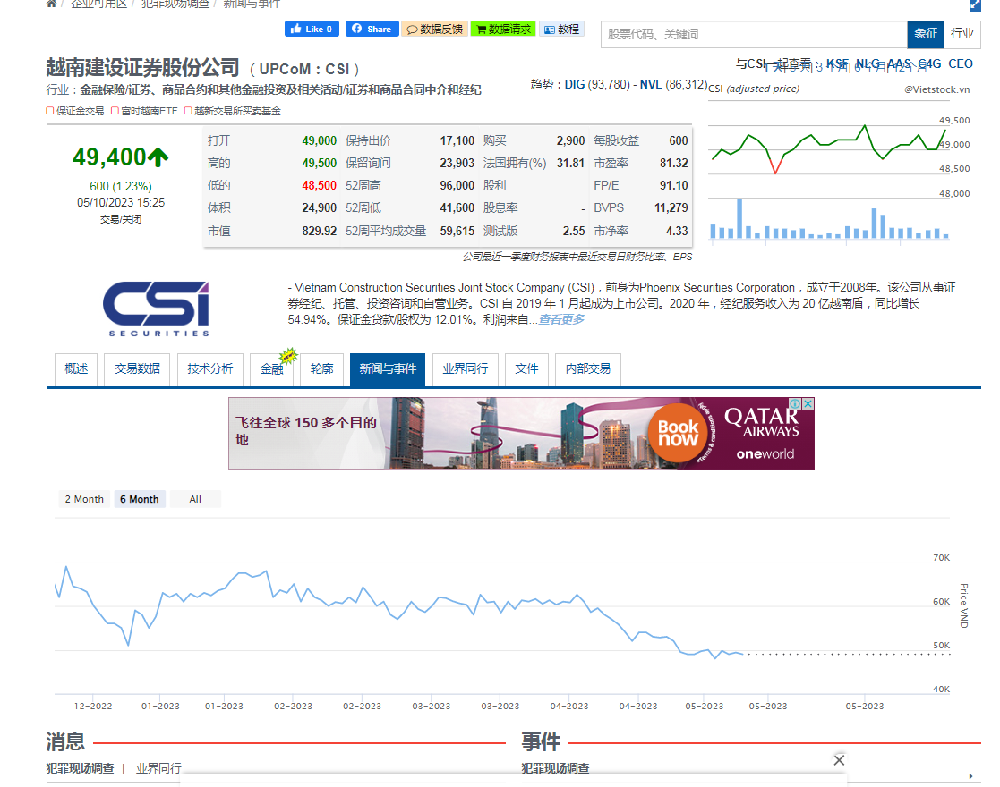 企业可用区 / 犯罪现场调查 / 新闻与事件
Like 0 Share 数据反馈 数据请求 教程
股票代码、关键词 象征 行业
越南建设证券股份公司 ( UPCoM : CSI )
行业：金融保险/证券、商品合约和其他金融投资及相关活动/证券和商品合同中介和经纪
保证金交易 富时越南ETF 越新交易所买卖基金
与CSI一起查看： KSF NLG AAS C4G CEO
趋势：DIG (93,780) - NVL (86,312)
CSI (adjusted price) @Vietstock.vn
49,500
49,000
48,500
48,000
49,400
600 (1.23%)
05/10/2023 15:25
交易/关闭
打开 49,000 保持出价 17,100 购买 2,900 每股收益 600
高的 49,500 保留询问 23,903 法国拥有(%) 31.81 市盈率 81.32
低的 48,500 52周高 96,000 股利 FP/E 91.10
体积 24,900 52周低 41,600 股息率 - BVPS 11,279
市值 829.92 52周平均成交量 59,615 测试版 2.55 市净率 4.33
公司最近一季度财务报表中最近交易日财务比率、EPS
CSI
SECURITIES
- Vietnam Construction Securities Joint Stock Company (CSI)，前身为Phoenix Securities Corporation，成立于2008年。该公司从事证
券经纪、托管、投资咨询和自营业务。CSI 自 2019 年 1 月起成为上市公司。2020 年，经纪服务收入为 20 亿越南盾，同比增长
54.94%。保证金贷款/股权为 12.01%。利润来自...查看更多
概述 交易数据 技术分析 金融 轮廓 新闻与事件 业界同行 文件 内部交易
飞往全球 150 多个目的
地
Book
now
*Terms & conditions apply
QATAR
AIRWAYS
oneworld
2 Month 6 Month All
70K
60K
50K
40K
Price VND
12-2022 01-2023 01-2023 02-2023 02-2023 03-2023 03-2023 04-2023 04-2023 05-2023 05-2023 05-2023
消息 事件
犯罪现场调查 | 业界同行 犯罪现场调查